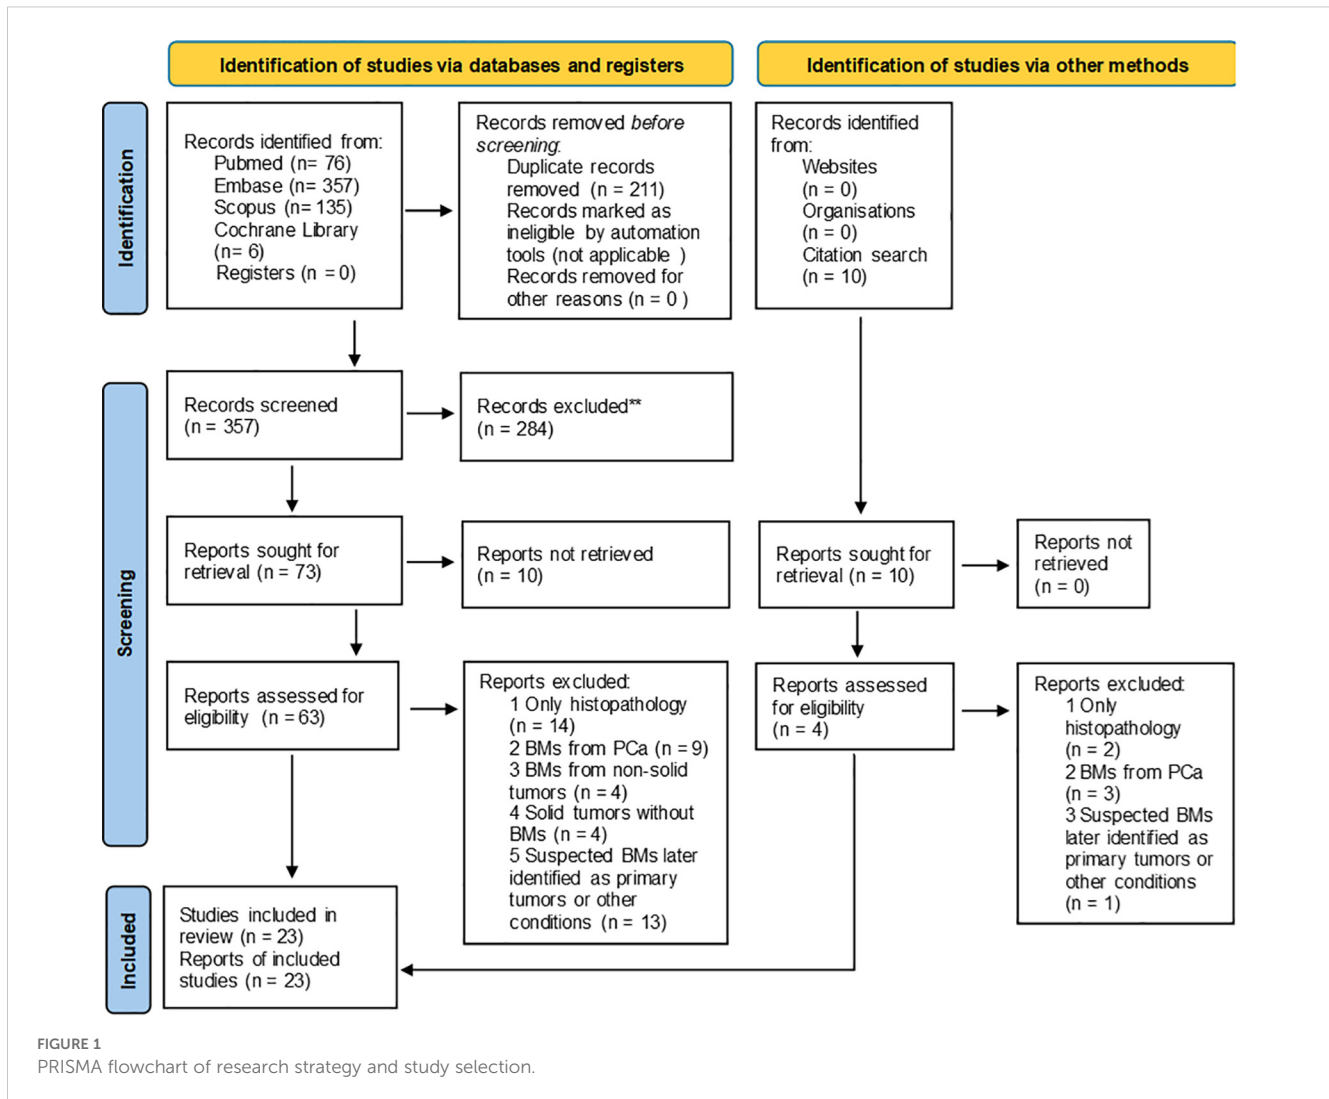 Identification of studies via databases and registers
Identification of studies via other methods
Identification
Records identified from:
Pubmed (n= 76)
Embase (n= 357)
Scopus (n= 135)
Cochrane Library
(n= 6)
Registers (n = 0)
Records removed before
screening:
Duplicate records
removed (n = 211)
Records marked as
ineligible by automation
tools (not applicable )
Records removed for
other reasons (n = 0 )
Records identified
from:
Websites
(n = 0)
Organisations
(n = 0)
Citation search
(n = 10)
Screening
Records screened
(n = 357)
Records excluded**
(n = 284)
Reports sought for
retrieval (n = 73)
Reports not retrieved
(n = 10)
Reports sought for
retrieval (n = 10)
Reports not
retrieved
(n = 0)
Reports assessed for
eligibility (n = 63)
Reports excluded:
1 Only histopathology
(n = 14)
2 BMs from PCa (n = 9)
3 BMs from non-solid
tumors (n = 4)
4 Solid tumors without
BMs (n = 4)
5 Suspected BMs later
identified as primary
tumors or other
conditions (n = 13)
Reports assessed
for eligibility
(n = 4)
Reports excluded:
1 Only
histopathology
(n = 2)
2 BMs from PCa
(n = 3)
3 Suspected BMs
later identified as
primary tumors or
other conditions
(n = 1)
Included
Studies included in
review (n = 23)
Reports of included
studies (n = 23)
FIGURE 1
PRISMA flowchart of research strategy and study selection.